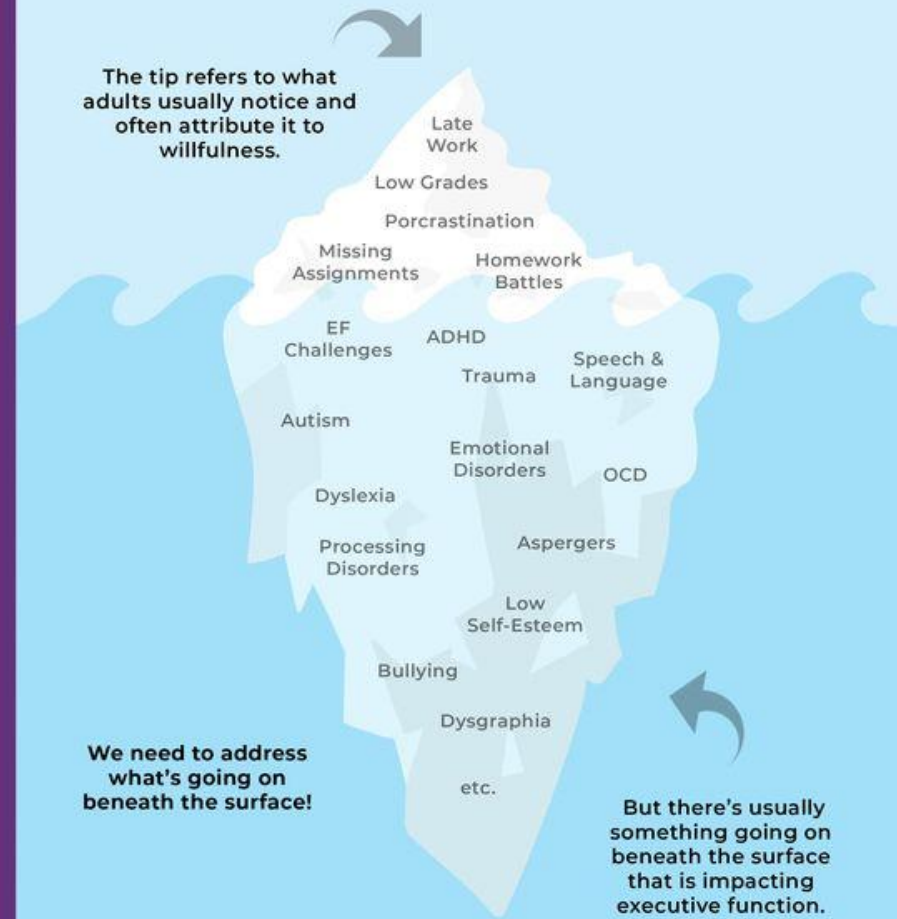 The tip refers to what
adults usually notice and
often attribute it to
willfulness.
Late
Work
Low Grades
Porcrastination
Missing
Assignments
Homework
Battles
EF
Challenges
ADHD
Speech &
Language
Trauma
Autism
Emotional
Disorders
OCD
Dyslexia
Processing
Disorders
Aspergers
Low
Self-Esteem
Bullying
Dysgraphia
etc.
We need to address
what's going on
beneath the surface!
But there's usually
something going on
beneath the surface
that is impacting
executive function.